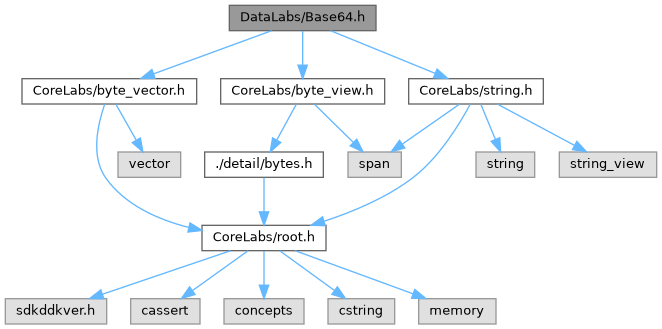 DataLabs/Base64.h
CoreLabs/byte_vector.h
CoreLabs/byte_view.h
CoreLabs/string.h
vector
./detail/bytes.h
span
string
string_view
CoreLabs/root.h
sdkddkver.h
cassert
concepts
cstring
memory